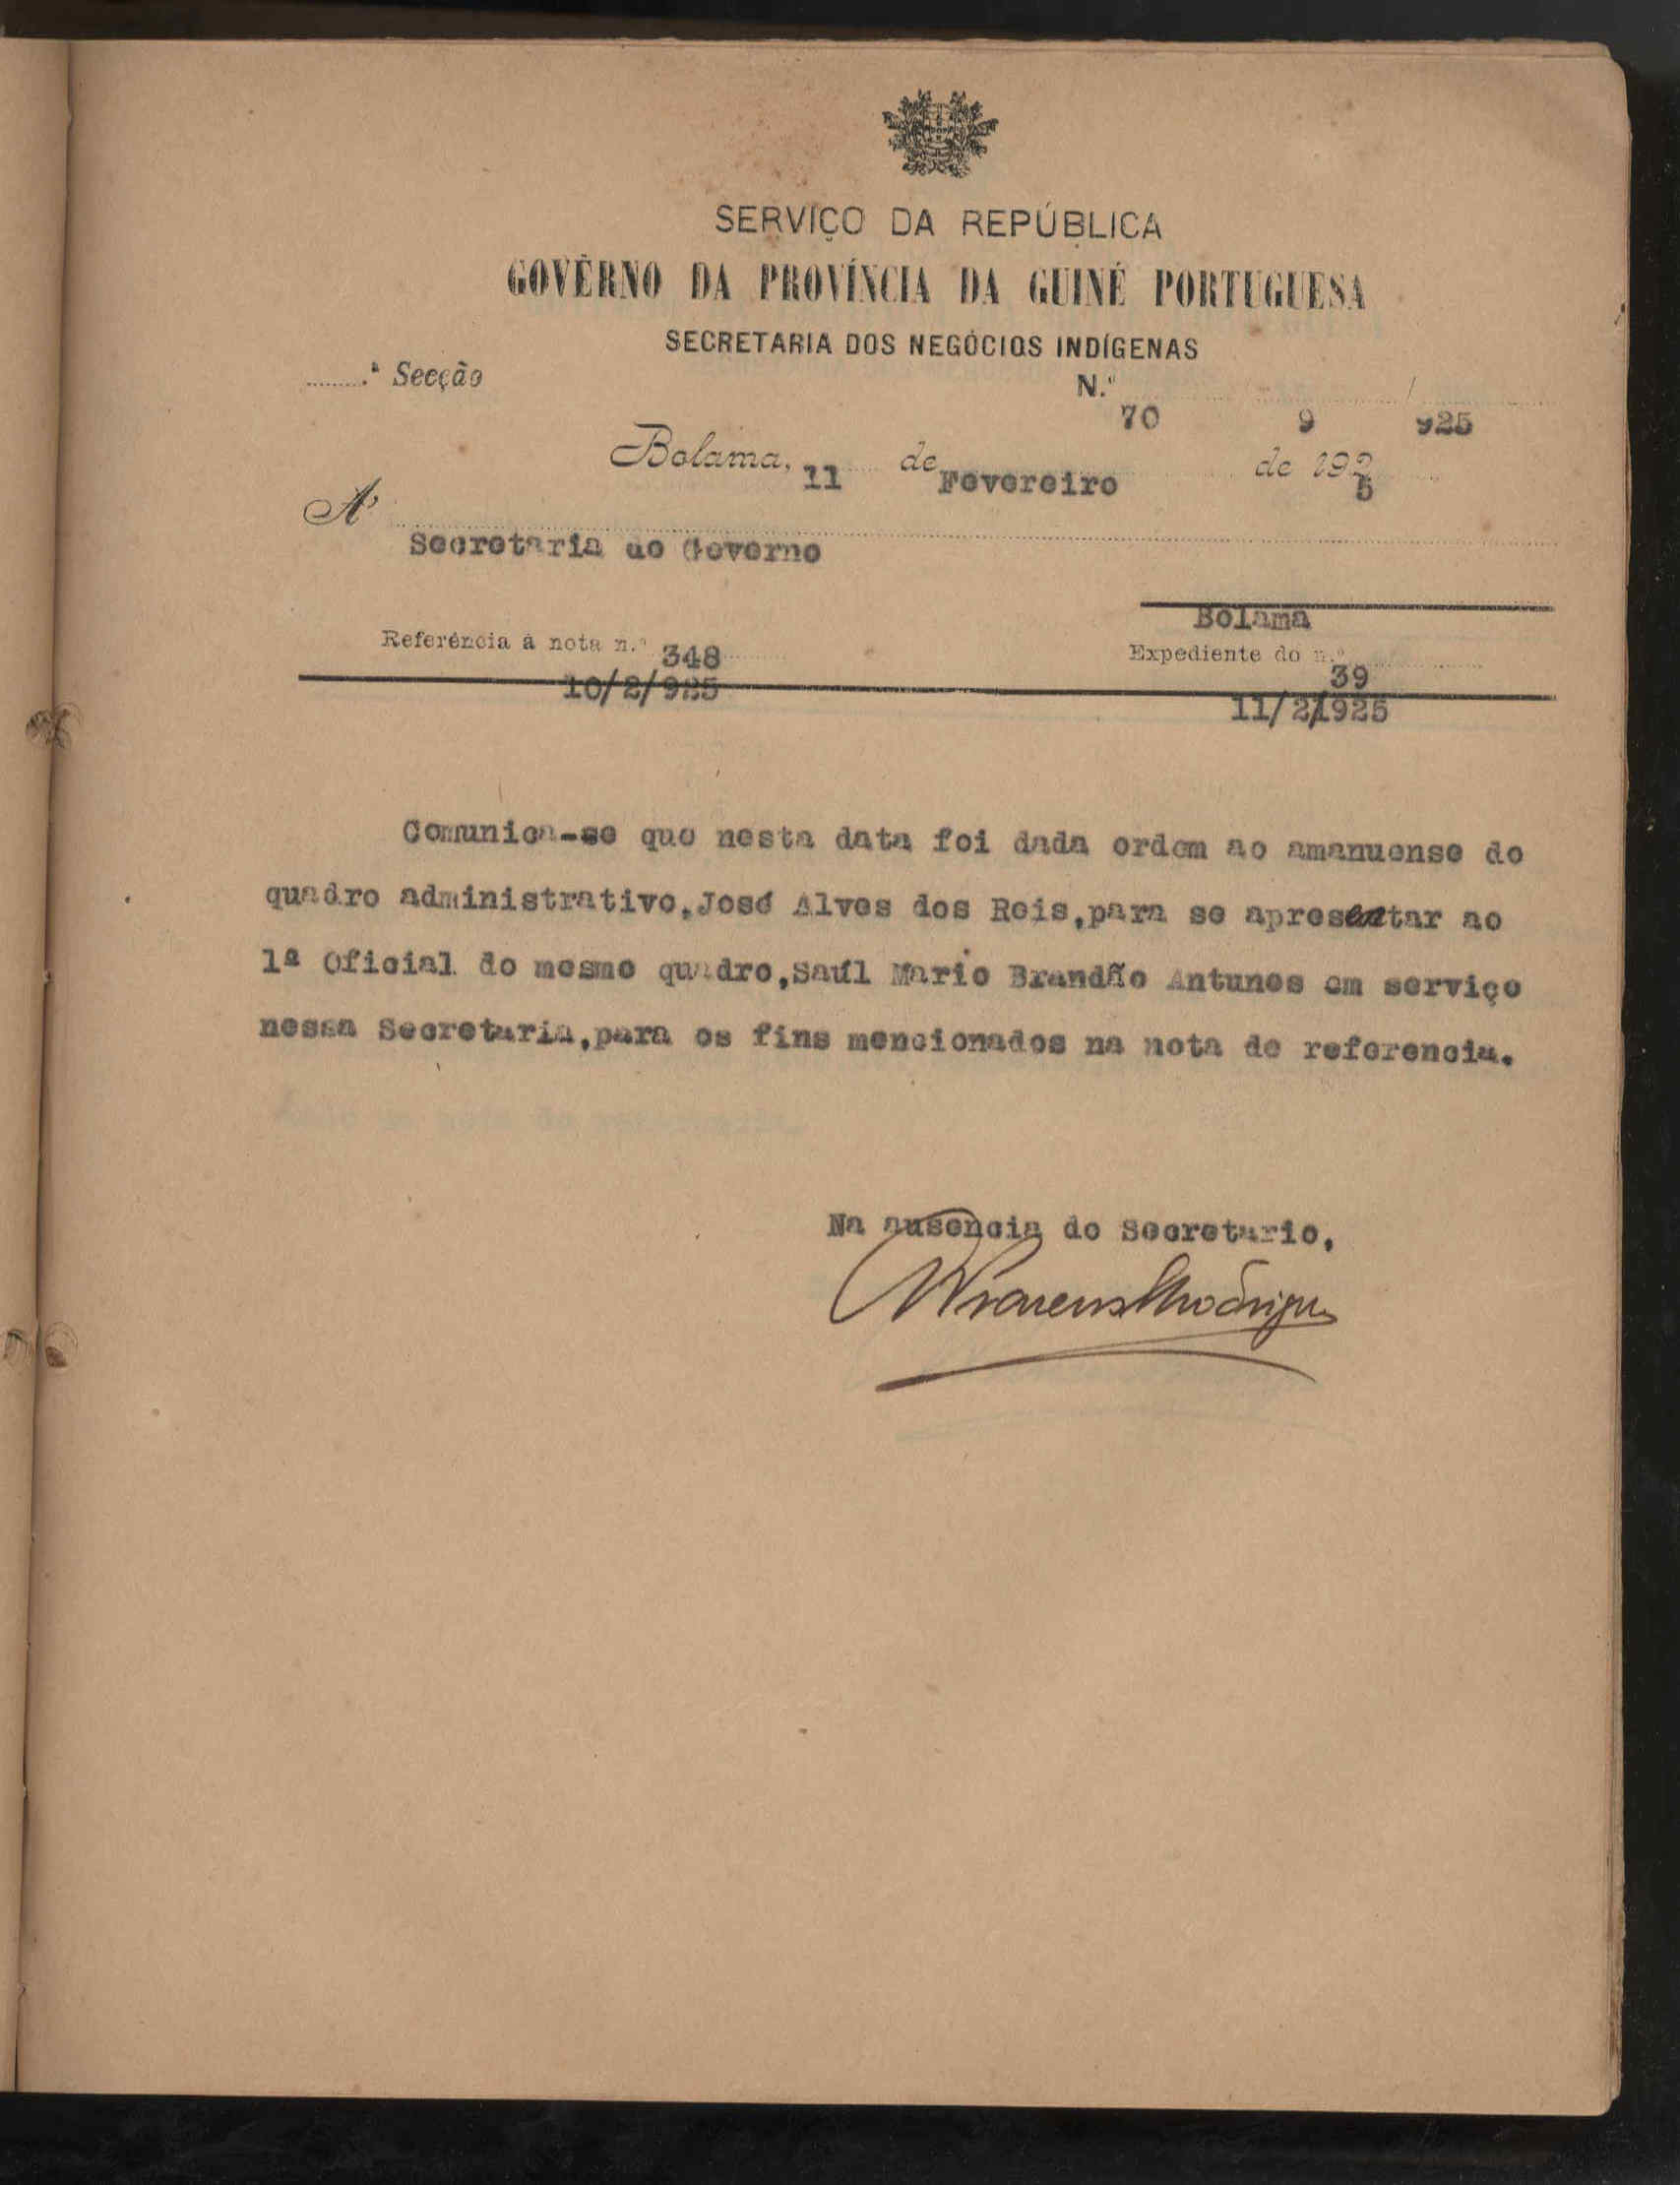 SERVIÇO DA REPÚBLICA
GOVÊRNO DA PROVÍNCIA DA GUINÉ PORTUGUESA
SECRETARIA DOS NEGÓCIOS INDÍGENAS
.ª Secção
N.º /
70 9 925
Bolama, 11 de Fevereiro de 1925
A'
Secretaria do Governo
Bolama
Referência à nota n.º 348
10/2/925
Expediente do n.º
39
11/2/1925
Comunica-se que nesta data foi dada ordem ao amanuense do
quadro administrativo,José Alves dos Reis,para se apresentar ao
1º Oficial do mesmo quadro,Saúl Mario Brandão Antunes em serviço
nessa Secretaria,para os fins mencionados na nota de referencia.
Na ausencia do Secretario,